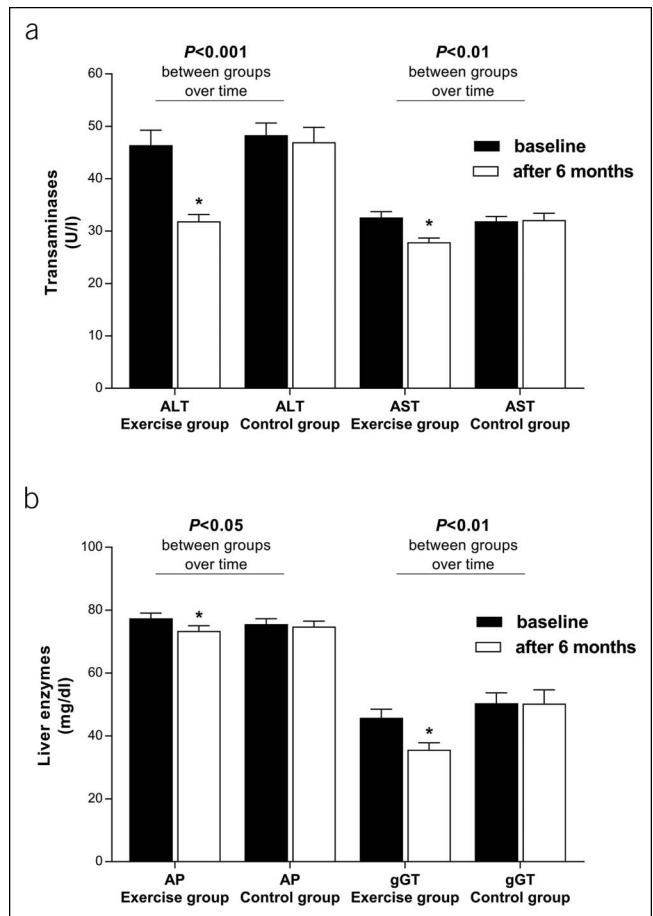 a
P<0.001
between groups
over time
P<0.01
between groups
over time
60
50
40
30
20
10
0
Transaminases
(U/l)
baseline
after 6 months
*
*
ALT
Exercise group
ALT
Control group
AST
Exercise group
AST
Control group
b
P<0.05
between groups
over time
P<0.01
between groups
over time
100
80
60
40
20
0
Liver enzymes
(mg/dl)
baseline
after 6 months
*
*
AP
Exercise group
AP
Control group
gGT
Exercise group
gGT
Control group